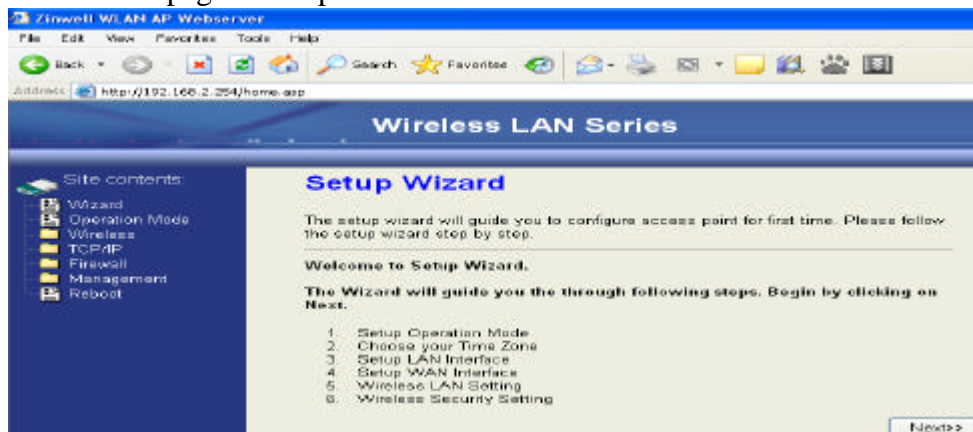 Zinwell WLAN AP Webserver
File Edit View Favorites Tools Help
Back Search Favorites
Address http://192.168.2.254/home.asp
Wireless LAN Series
Site contents:
Wizard
Operation Mode
Wireless
TCP/IP
Firewall
Management
Reboot
Setup Wizard
The setup wizard will guide you to configure access point for first time. Please follow
the setup wizard step by step.
Welcome to Setup Wizard.
The Wizard will guide you the through following steps. Begin by clicking on
Next.
1. Setup Operation Mode
2. Choose your Time Zone
3. Setup LAN Interface
4. Setup WAN Interface
5. Wireless LAN Setting
6. Wireless Security Setting
Next>>